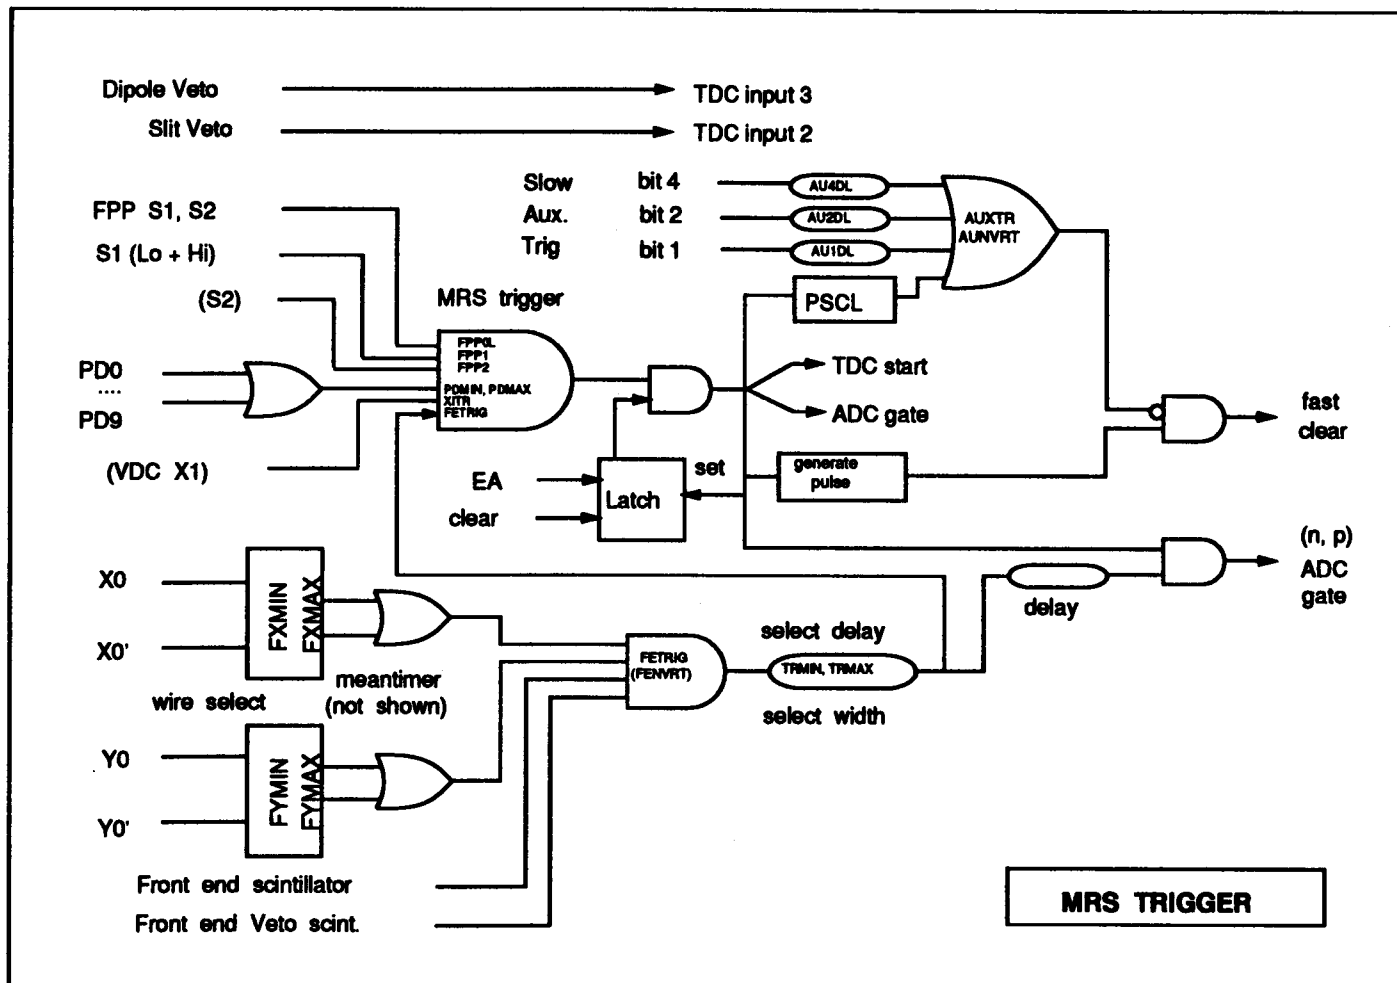 Dipole Veto
TDC input 3
Slit Veto
TDC input 2
Slow bit 4
AU4DL
Aux. bit 2
AU2DL
Trig bit 1
AU1DL
AUXTR
AUNVRT
FPP S1, S2
S1 (Lo + Hi)
(S2)
MRS trigger
PSCL
FPP0L
FPP1
FPP2
PDMIN, PDMAX
XITR
FETRIG
PD0
....
PD9
(VDC X1)
TDC start
ADC gate
fast
clear
EA
clear
Latch
set
generate
pulse
(n, p)
ADC
gate
delay
X0
X0'
FXMIN
FXMAX
wire select
meantimer
(not shown)
FETRIG
(FENVRT)
select delay
TRMIN, TRMAX
select width
Y0
Y0'
FYMIN
FYMAX
Front end scintillator
Front end Veto scint.
MRS TRIGGER